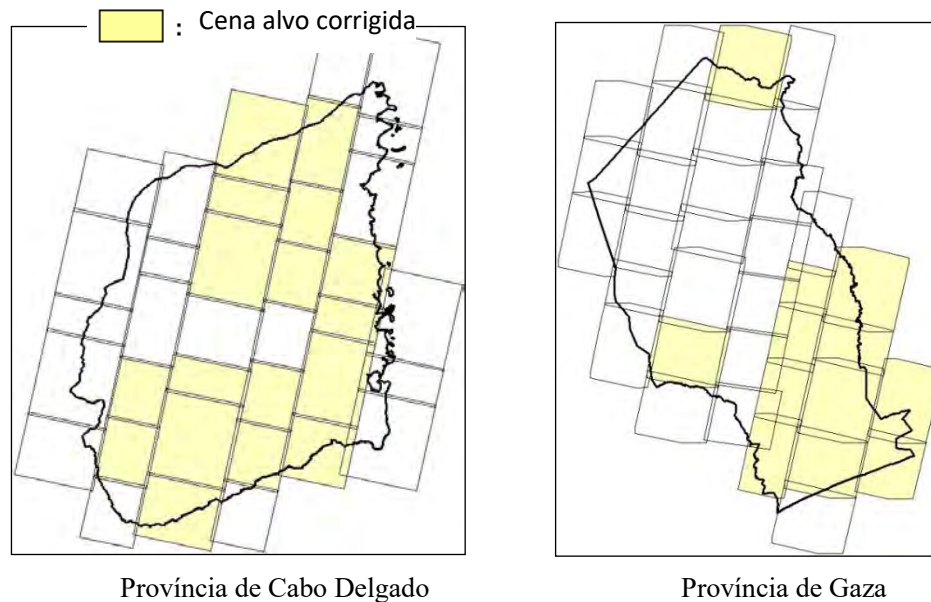 : Cena alvo corrigida
Província de Cabo Delgado
Província de Gaza